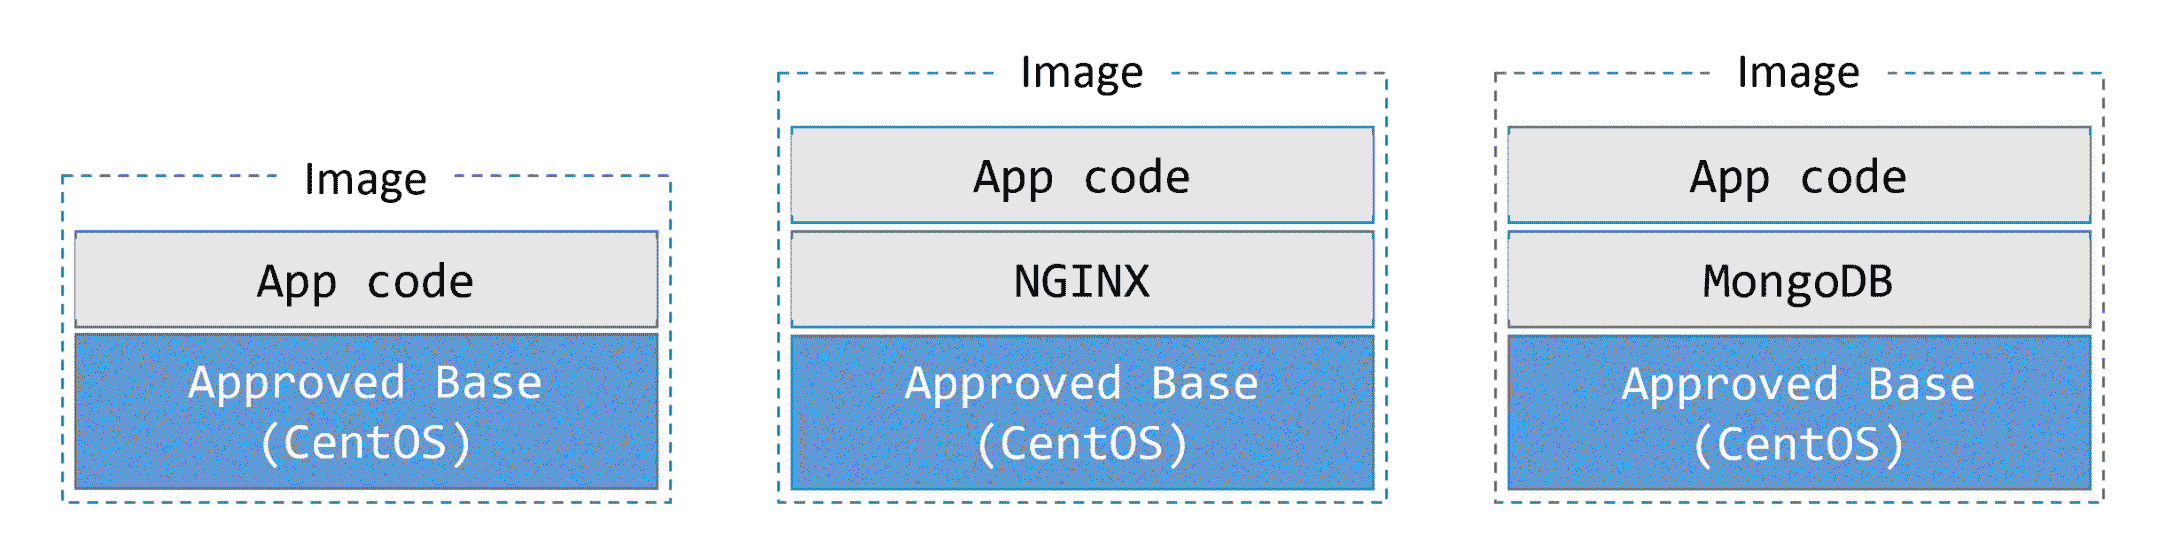 Image
App code
Approved Base
(CentOS)
Image
App code
NGINX
Approved Base
(CentOS)
Image
App code
MongoDB
Approved Base
(CentOS)